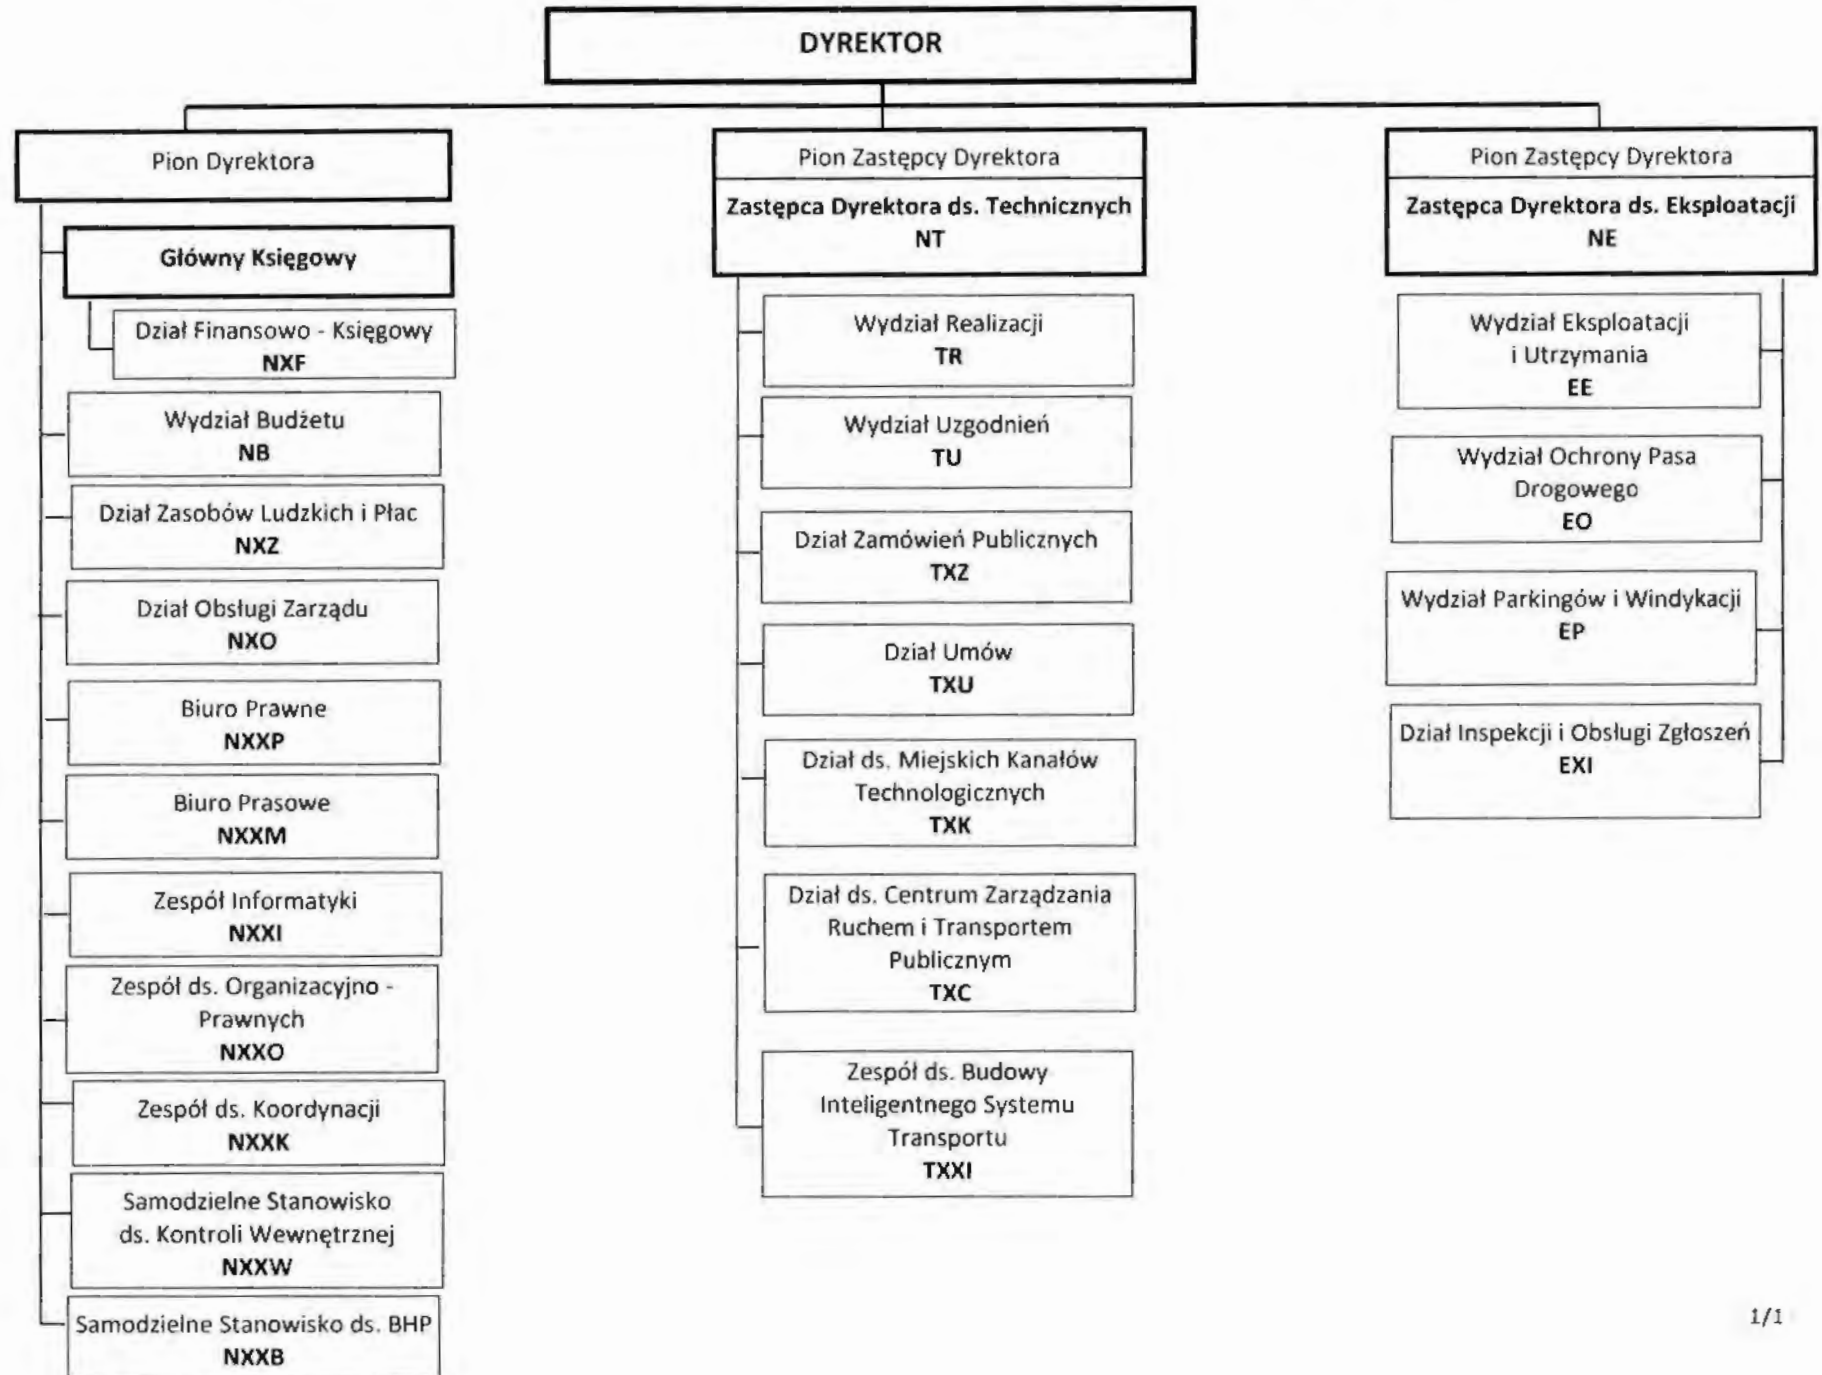 DYREKTOR
Pion Dyrektora
Główny Księgowy
Dział Finansowo - Księgowy
NXF
Wydział Budżetu
NB
Dział Zasobów Ludzkich i Płac
NXZ
Dział Obsługi Zarządu
NXO
Biuro Prawne
NXXP
Biuro Prasowe
NXXM
Zespół Informatyki
NXXI
Zespół ds. Organizacyjno -
Prawnych
NXXO
Zespół ds. Koordynacji
NXXK
Samodzielne Stanowisko
ds. Kontroli Wewnętrznej
NXXW
Samodzielne Stanowisko ds. BHP
NXXB
Pion Zastępcy Dyrektora
Zastępca Dyrektora ds. Technicznych
NT
Wydział Realizacji
TR
Wydział Uzgodnień
TU
Dział Zamówień Publicznych
TXZ
Dział Umów
TXU
Dział ds. Miejskich Kanałów
Technologicznych
TXK
Dział ds. Centrum Zarządzania
Ruchem i Transportem
Publicznym
TXC
Zespół ds. Budowy
Inteligentnego Systemu
Transportu
TXXI
Pion Zastępcy Dyrektora
Zastępca Dyrektora ds. Eksploatacji
NE
Wydział Eksploatacji
i Utrzymania
EE
Wydział Ochrony Pasa
Drogowego
EO
Wydział Parkingów i Windykacji
EP
Dział Inspekcji i Obsługi Zgłoszeń
EXI
1/1